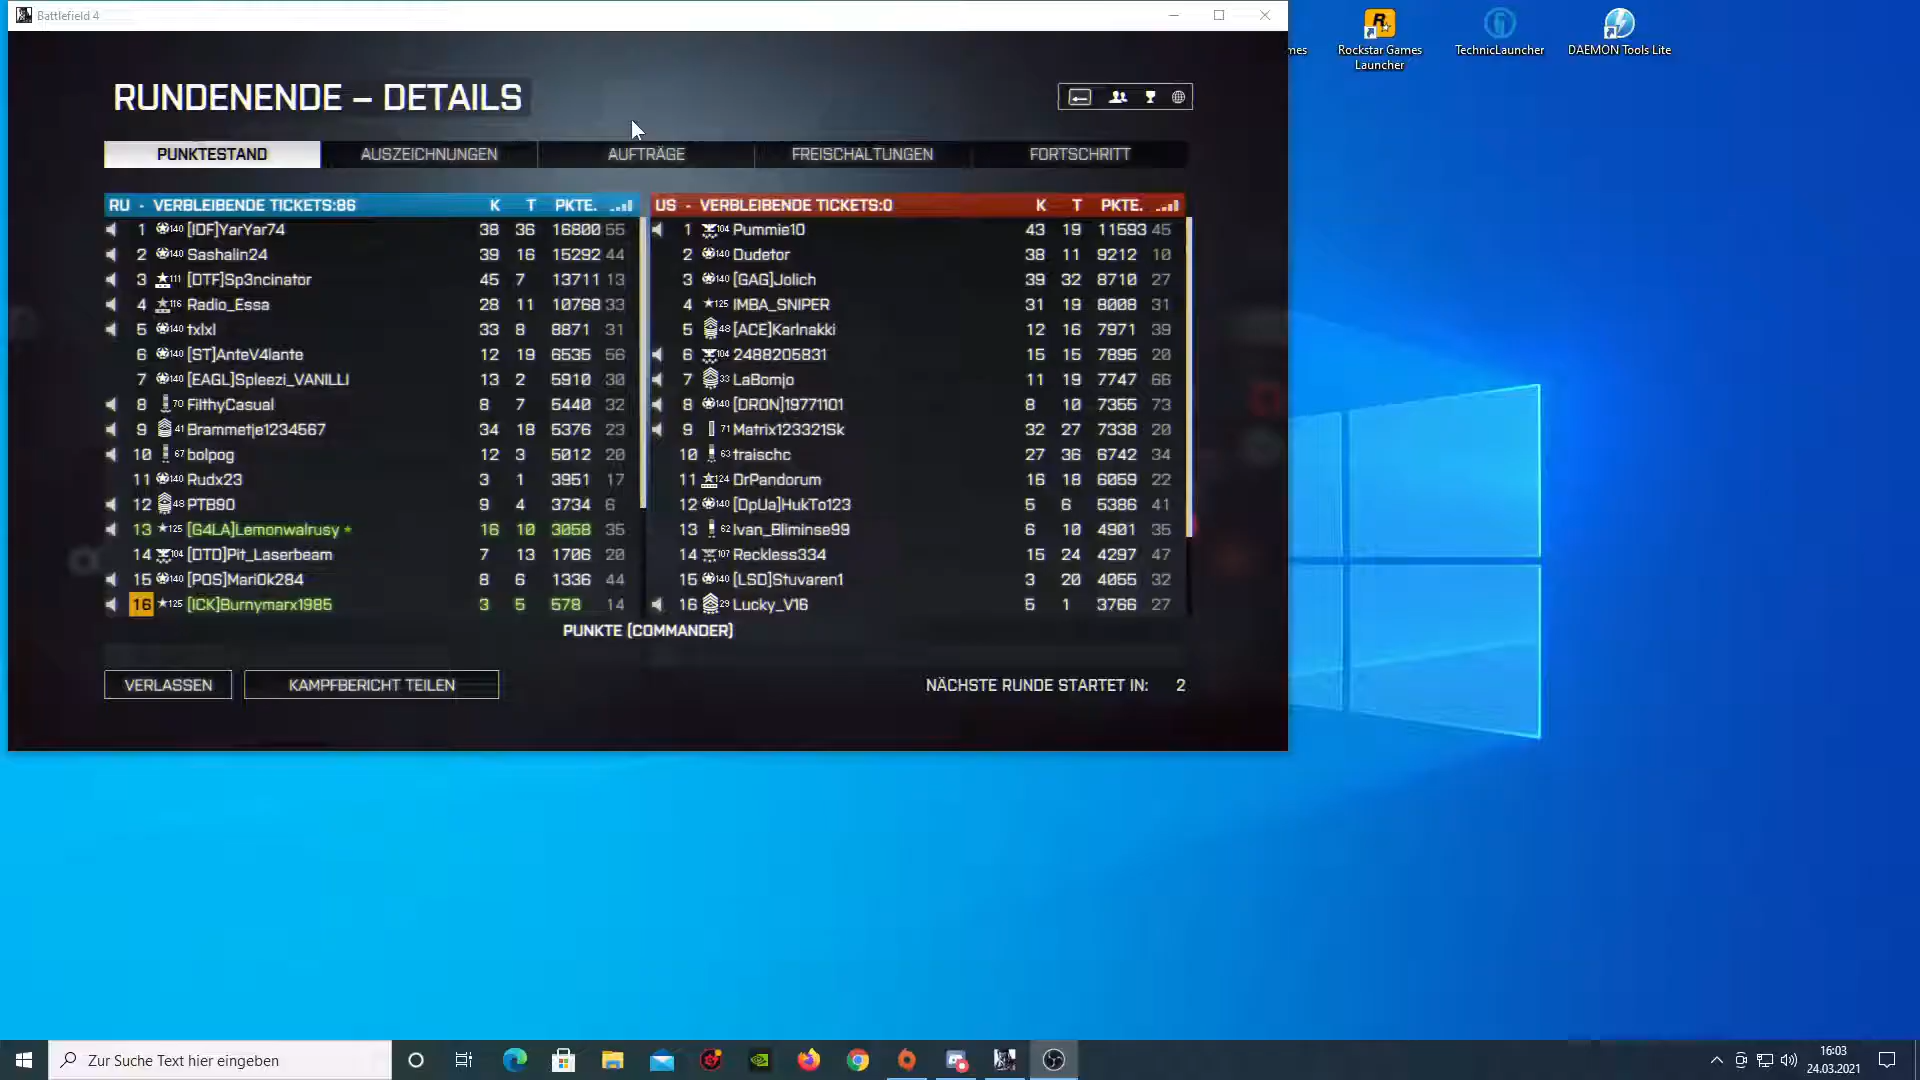 Battlefield 4
mes
Rockstar Games
Launcher
TechnicLauncher
DAEMON Tools Lite
RUNDENENDE – DETAILS
PUNKTESTAND AUSZEICHNUNGEN AUFTRÄGE FREISCHALTUNGEN FORTSCHRITT
RU - VERBLEIBENDE TICKETS:86 K T PKTE.
1 140 [IDF]YarYar74 38 36 16800 55
2 140 Sashalin24 39 16 15292 44
3 111 [DTF]Sp3ncinator 45 7 13711 13
4 116 Radio_Essa 28 11 10768 33
5 140 txlxl 33 8 8871 31
6 140 [ST]AnteV4lante 12 19 6535 56
7 140 [EAGL]Spleezi_VANILLI 13 2 5910 30
8 70 FilthyCasual 8 7 5440 32
9 41 Brammetje1234567 34 18 5376 23
10 67 bolpog 12 3 5012 20
11 140 Rudx23 3 1 3951 17
12 48 PTB90 9 4 3734 6
13 125 [G4LA]Lemonwalrusy * 16 10 3058 35
14 104 [DTD]Pit_Laserbeam 7 13 1706 20
15 140 [POS]Mari0k284 8 6 1336 44
16 125 [ICK]Burnymarx1985 3 5 578 14
US - VERBLEIBENDE TICKETS:0 K T PKTE.
1 104 Pummie10 43 19 11593 45
2 140 Dudetor 38 11 9212 10
3 140 [GAG]Jolich 39 32 8710 27
4 125 IMBA_SNIPER 31 19 8008 31
5 48 [ACE]Karlnakki 12 16 7971 39
6 104 2488205831 15 15 7895 20
7 33 LaBomjo 11 19 7747 66
8 140 [DRON]19771101 8 10 7355 73
9 71 Matrix123321Sk 32 27 7338 20
10 63 traischc 27 36 6742 34
11 124 DrPandorum 16 18 6059 22
12 140 [DpUa]HukTo123 5 6 5386 41
13 62 Ivan_Bliminse99 6 10 4901 35
14 107 Reckless334 15 24 4297 47
15 140 [LSD]Stuvaren1 3 20 4055 32
16 29 Lucky_V16 5 1 3766 27
PUNKTE (COMMANDER)
VERLASSEN KAMPFBERICHT TEILEN NÄCHSTE RUNDE STARTET IN: 2
Zur Suche Text hier eingeben
16:03
24.03.2021